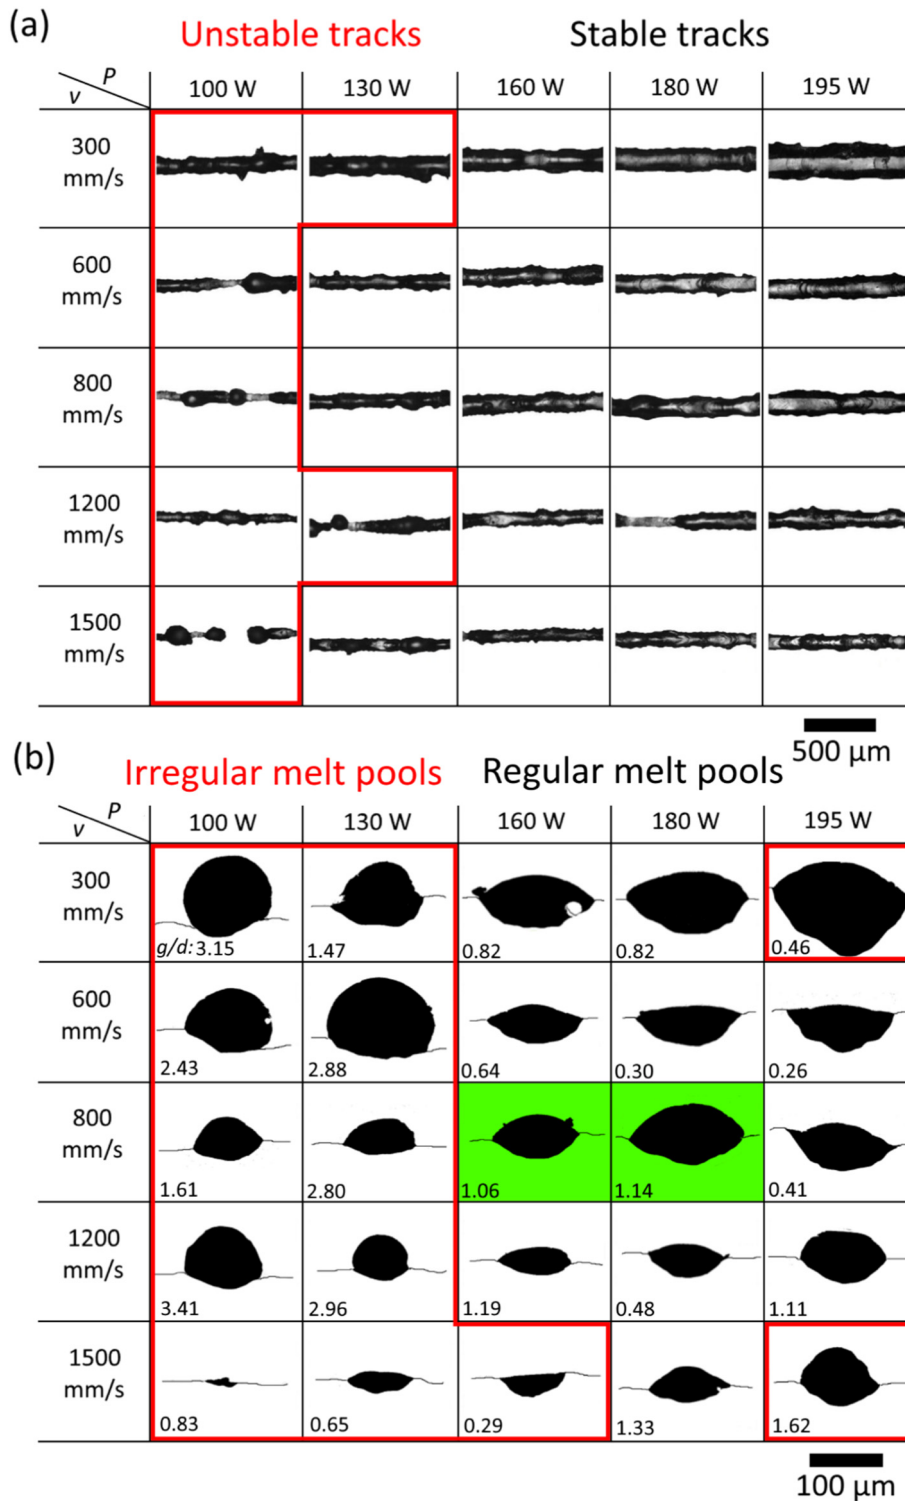 (a)
Unstable tracks Stable tracks
P
v
100 W 130 W 160 W 180 W 195 W
300
mm/s
600
mm/s
800
mm/s
1200
mm/s
1500
mm/s
500 μm
(b)
Irregular melt pools Regular melt pools
P
v
100 W 130 W 160 W 180 W 195 W
300
mm/s
g/d: 3.15 1.47 0.82 0.82 0.46
600
mm/s
2.43 2.88 0.64 0.30 0.26
800
mm/s
1.61 2.80 1.06 1.14 0.41
1200
mm/s
3.41 2.96 1.19 0.48 1.11
1500
mm/s
0.83 0.65 0.29 1.33 1.62
100 μm